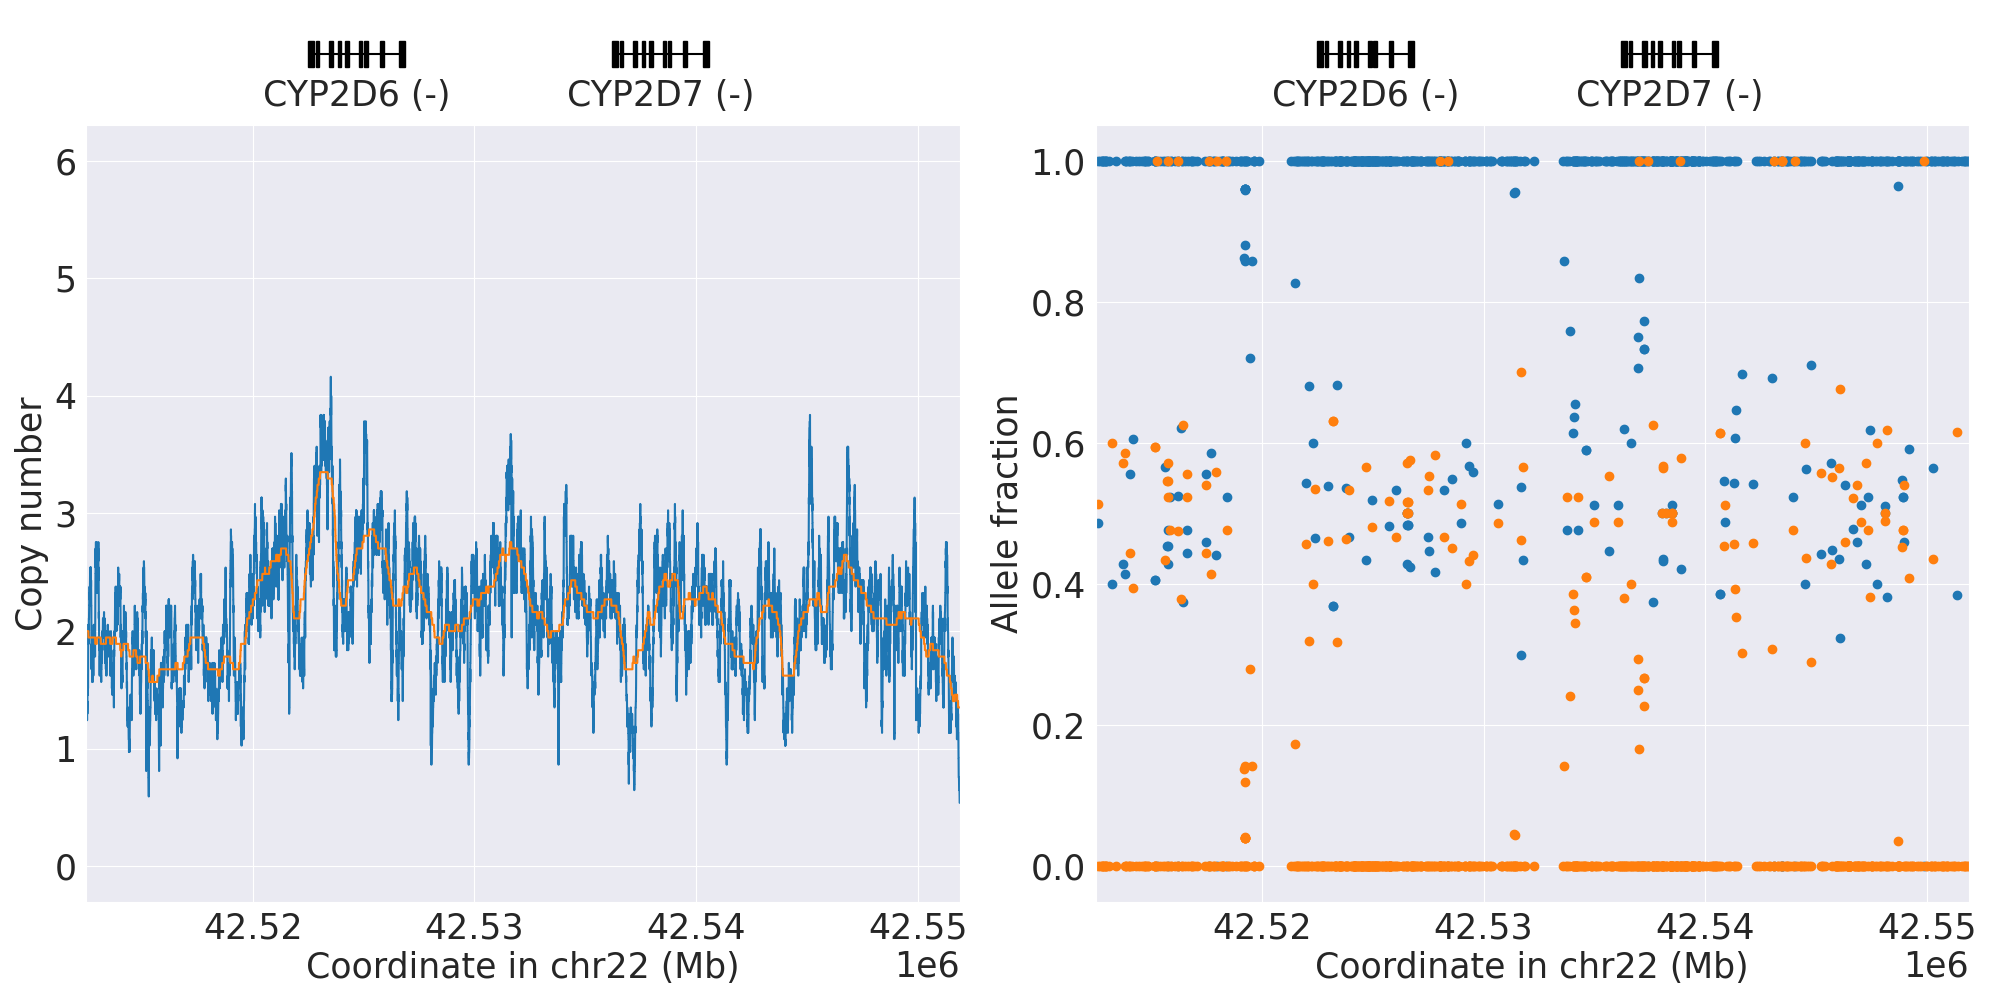 CYP2D6 (-) CYP2D7 (-)
6
5
4
3
2
1
0
Copy number
42.52 42.53 42.54 42.55
Coordinate in chr22 (Mb) 1e6
CYP2D6 (-) CYP2D7 (-)
1.0
0.8
0.6
0.4
0.2
0.0
Allele fraction
42.52 42.53 42.54 42.55
Coordinate in chr22 (Mb) 1e6